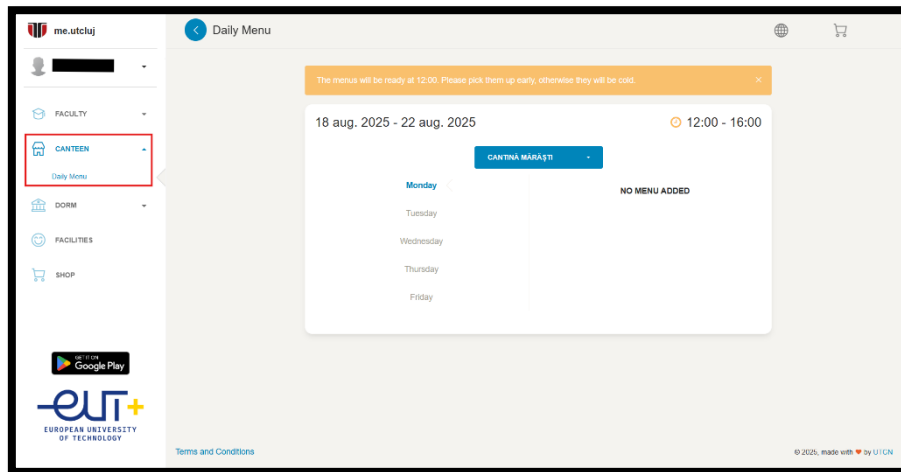 me.utcluj
Daily Menu
The menus will be ready at 12:00. Please pick them up early, otherwise they will be cold.
FACULTY
CANTEEN
Daily Menu
DORM
FACILITIES
SHOP
18 aug. 2025 - 22 aug. 2025
12:00 - 16:00
CANTINĂ MĂRĂȘTI
Monday
Tuesday
Wednesday
Thursday
Friday
NO MENU ADDED
GET IT ON
Google Play
eut+
EUROPEAN UNIVERSITY
OF TECHNOLOGY
Terms and Conditions
© 2025, made with ❤ by UTCN